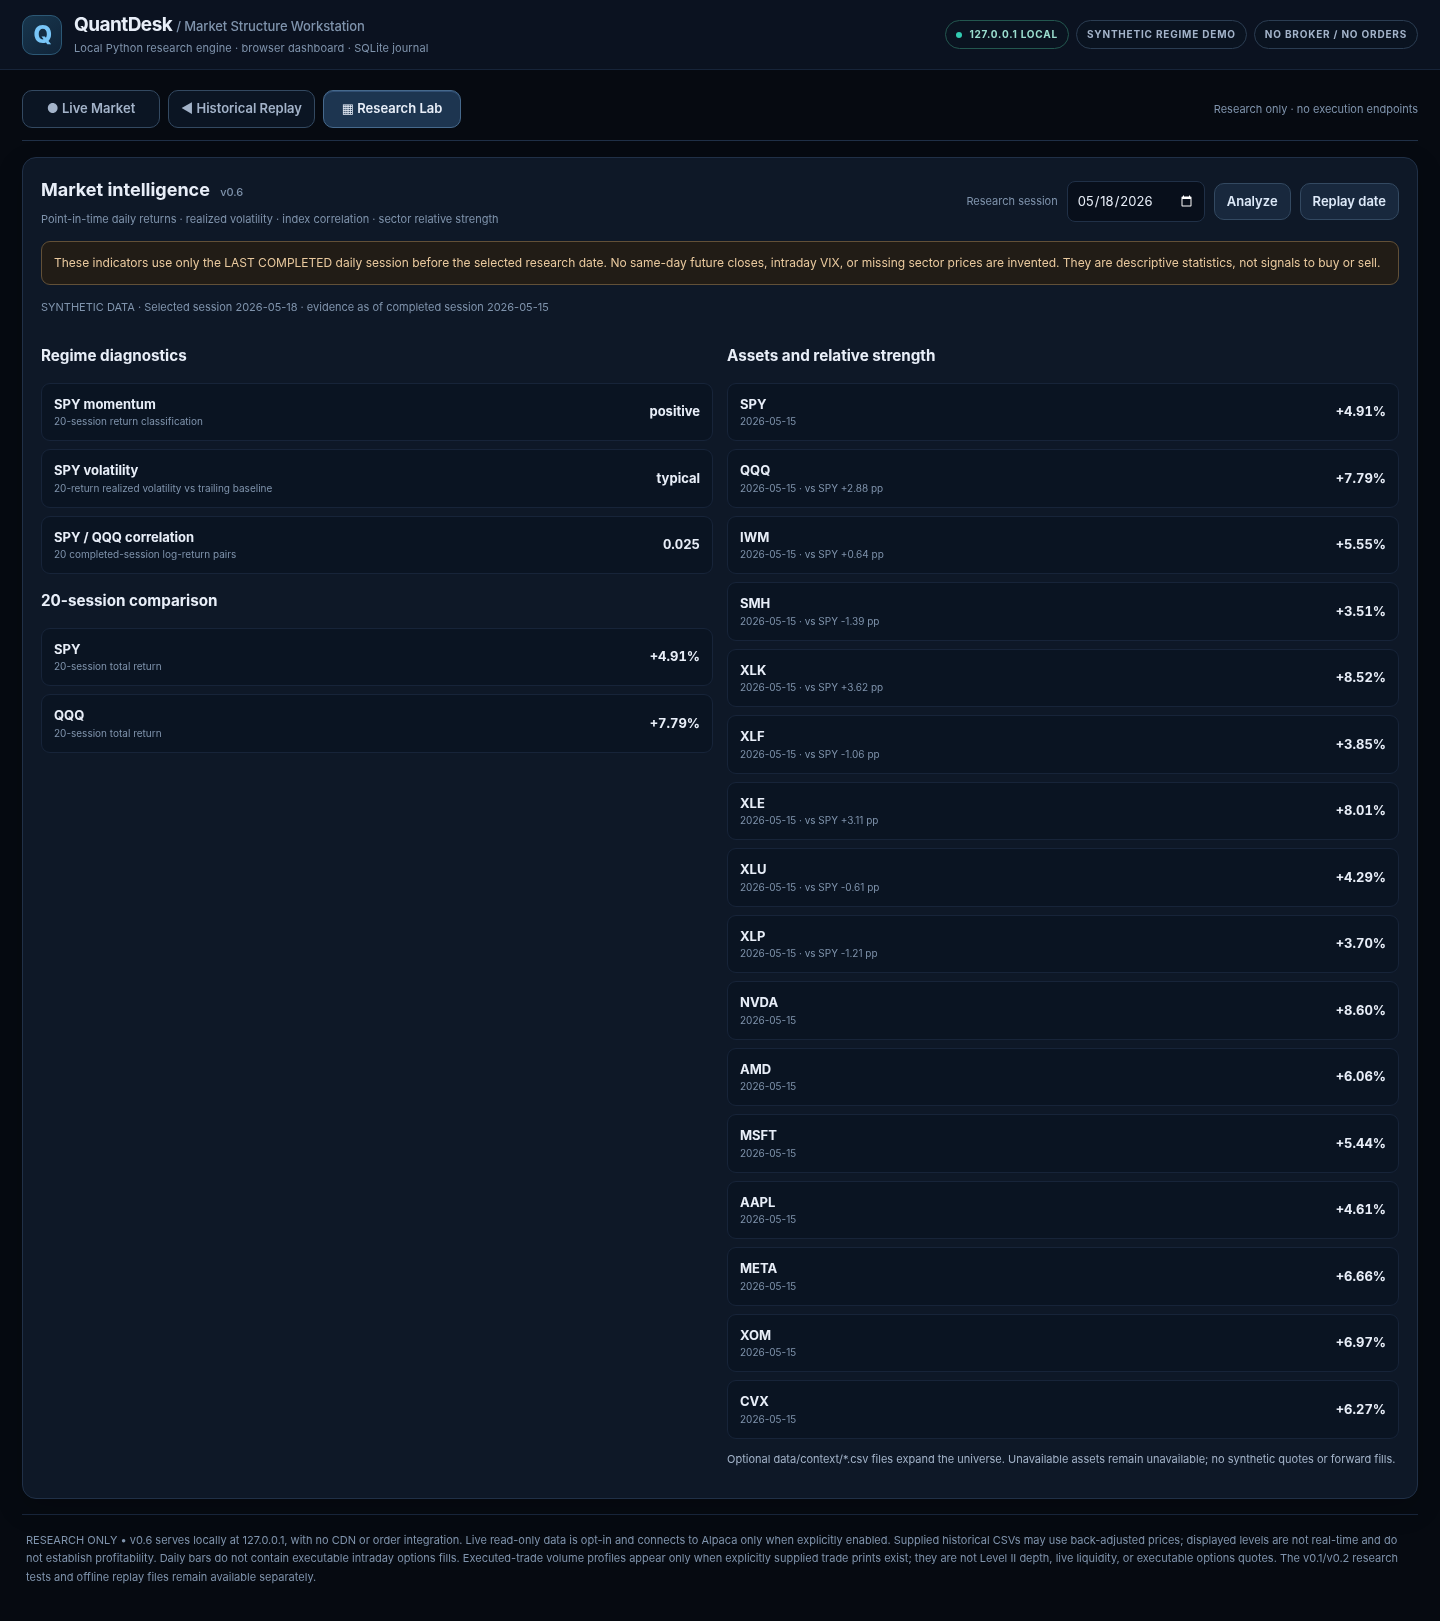 Q
QuantDesk / Market Structure Workstation
Local Python research engine · browser dashboard · SQLite journal
127.0.0.1 LOCAL
SYNTHETIC REGIME DEMO
NO BROKER / NO ORDERS
Live Market
Historical Replay
Research Lab
Research only · no execution endpoints
Market intelligence v0.6
Point-in-time daily returns · realized volatility · index correlation · sector relative strength
Research session
05/18/2026
Analyze
Replay date
These indicators use only the LAST COMPLETED daily session before the selected research date. No same-day future closes, intraday VIX, or missing sector prices are invented. They are descriptive statistics, not signals to buy or sell.
SYNTHETIC DATA · Selected session 2026-05-18 · evidence as of completed session 2026-05-15
Regime diagnostics
SPY momentum
20-session return classification
positive
SPY volatility
20-return realized volatility vs trailing baseline
typical
SPY / QQQ correlation
20 completed-session log-return pairs
0.025
20-session comparison
SPY
20-session total return
+4.91%
QQQ
20-session total return
+7.79%
Assets and relative strength
SPY
2026-05-15
+4.91%
QQQ
2026-05-15 · vs SPY +2.88 pp
+7.79%
IWM
2026-05-15 · vs SPY +0.64 pp
+5.55%
SMH
2026-05-15 · vs SPY -1.39 pp
+3.51%
XLK
2026-05-15 · vs SPY +3.62 pp
+8.52%
XLF
2026-05-15 · vs SPY -1.06 pp
+3.85%
XLE
2026-05-15 · vs SPY +3.11 pp
+8.01%
XLU
2026-05-15 · vs SPY -0.61 pp
+4.29%
XLP
2026-05-15 · vs SPY -1.21 pp
+3.70%
NVDA
2026-05-15
+8.60%
AMD
2026-05-15
+6.06%
MSFT
2026-05-15
+5.44%
AAPL
2026-05-15
+4.61%
META
2026-05-15
+6.66%
XOM
2026-05-15
+6.97%
CVX
2026-05-15
+6.27%
Optional data/context/*.csv files expand the universe. Unavailable assets remain unavailable; no synthetic quotes or forward fills.
RESEARCH ONLY • v0.6 serves locally at 127.0.0.1, with no CDN or order integration. Live read-only data is opt-in and connects to Alpaca only when explicitly enabled. Supplied historical CSVs may use back-adjusted prices; displayed levels are not real-time and do
not establish profitability. Daily bars do not contain executable intraday options fills. Executed-trade volume profiles appear only when explicitly supplied trade prints exist; they are not Level II depth, live liquidity, or executable options quotes. The v0.1/v0.2 research
tests and offline replay files remain available separately.